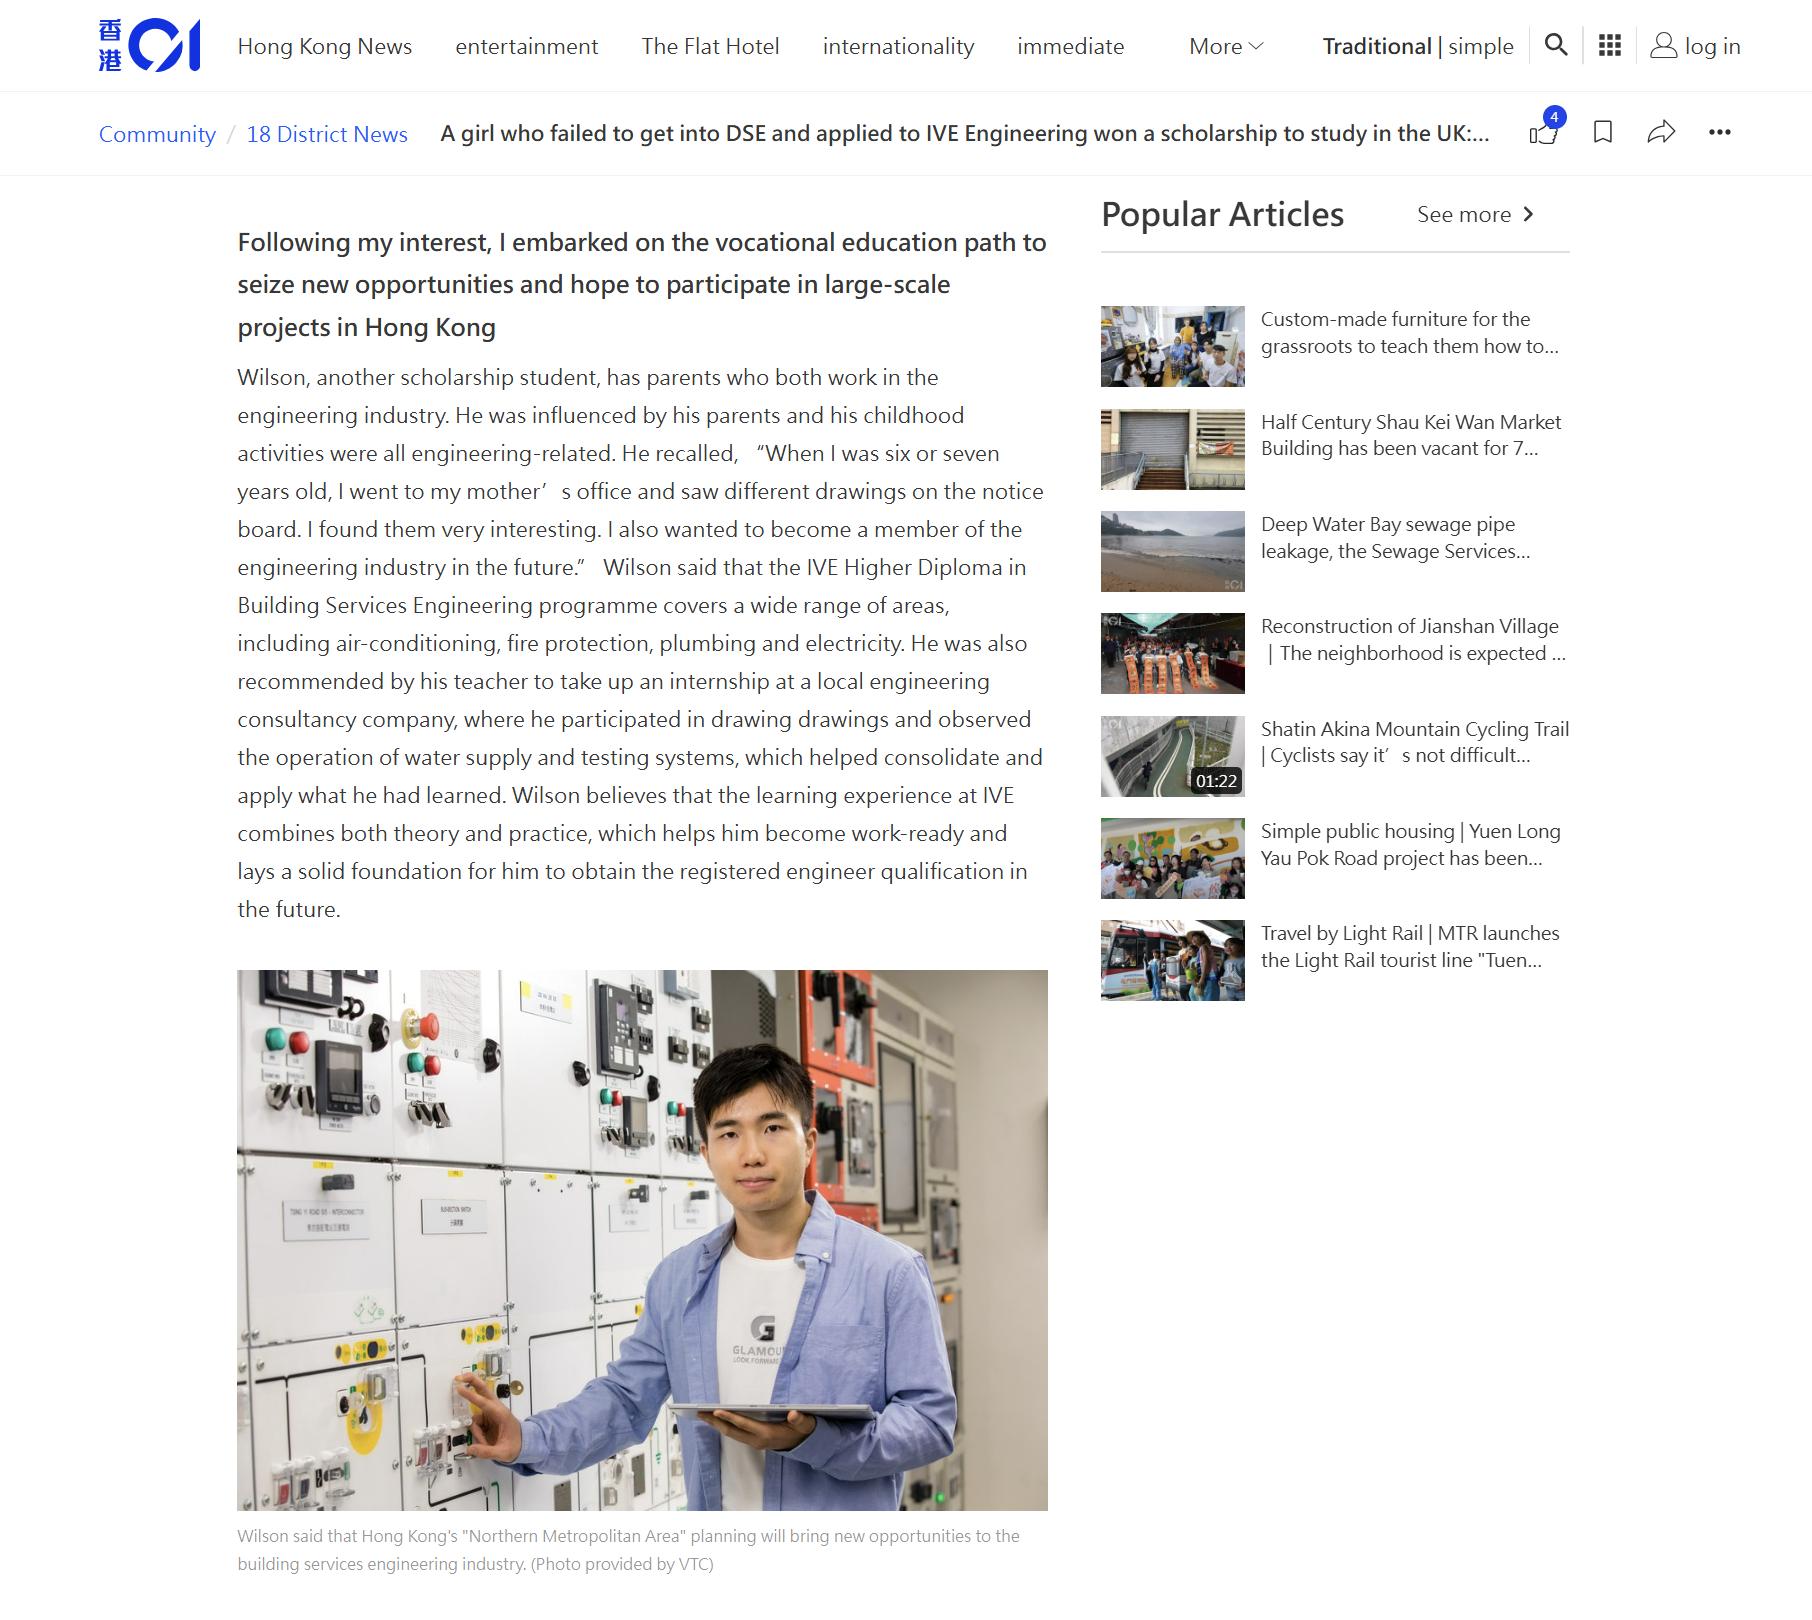 香港 01
Hong Kong News
entertainment
The Flat Hotel
internationality
immediate
More
Traditional | simple
log in
Community / 18 District News
A girl who failed to get into DSE and applied to IVE Engineering won a scholarship to study in the UK:...
4
Following my interest, I embarked on the vocational education path to
seize new opportunities and hope to participate in large-scale
projects in Hong Kong
Wilson, another scholarship student, has parents who both work in the
engineering industry. He was influenced by his parents and his childhood
activities were all engineering-related. He recalled, “When I was six or seven
years old, I went to my mother’s office and saw different drawings on the notice
board. I found them very interesting. I also wanted to become a member of the
engineering industry in the future.” Wilson said that the IVE Higher Diploma in
Building Services Engineering programme covers a wide range of areas,
including air-conditioning, fire protection, plumbing and electricity. He was also
recommended by his teacher to take up an internship at a local engineering
consultancy company, where he participated in drawing drawings and observed
the operation of water supply and testing systems, which helped consolidate and
apply what he had learned. Wilson believes that the learning experience at IVE
combines both theory and practice, which helps him become work-ready and
lays a solid foundation for him to obtain the registered engineer qualification in
the future.
TSING YI ROAD S/S - INTERCONNECTOR
BUS-SECTION SWITCH
GLAMOU
LOOK.FORWARD
Wilson said that Hong Kong's "Northern Metropolitan Area" planning will bring new opportunities to the
building services engineering industry. (Photo provided by VTC)
Popular Articles
See more
Custom-made furniture for the
grassroots to teach them how to...
Half Century Shau Kei Wan Market
Building has been vacant for 7...
Deep Water Bay sewage pipe
leakage, the Sewage Services...
Reconstruction of Jianshan Village
| The neighborhood is expected ...
Shatin Akina Mountain Cycling Trail
| Cyclists say it’s not difficult...
01:22
Simple public housing | Yuen Long
Yau Pok Road project has been...
Travel by Light Rail | MTR launches
the Light Rail tourist line "Tuen...